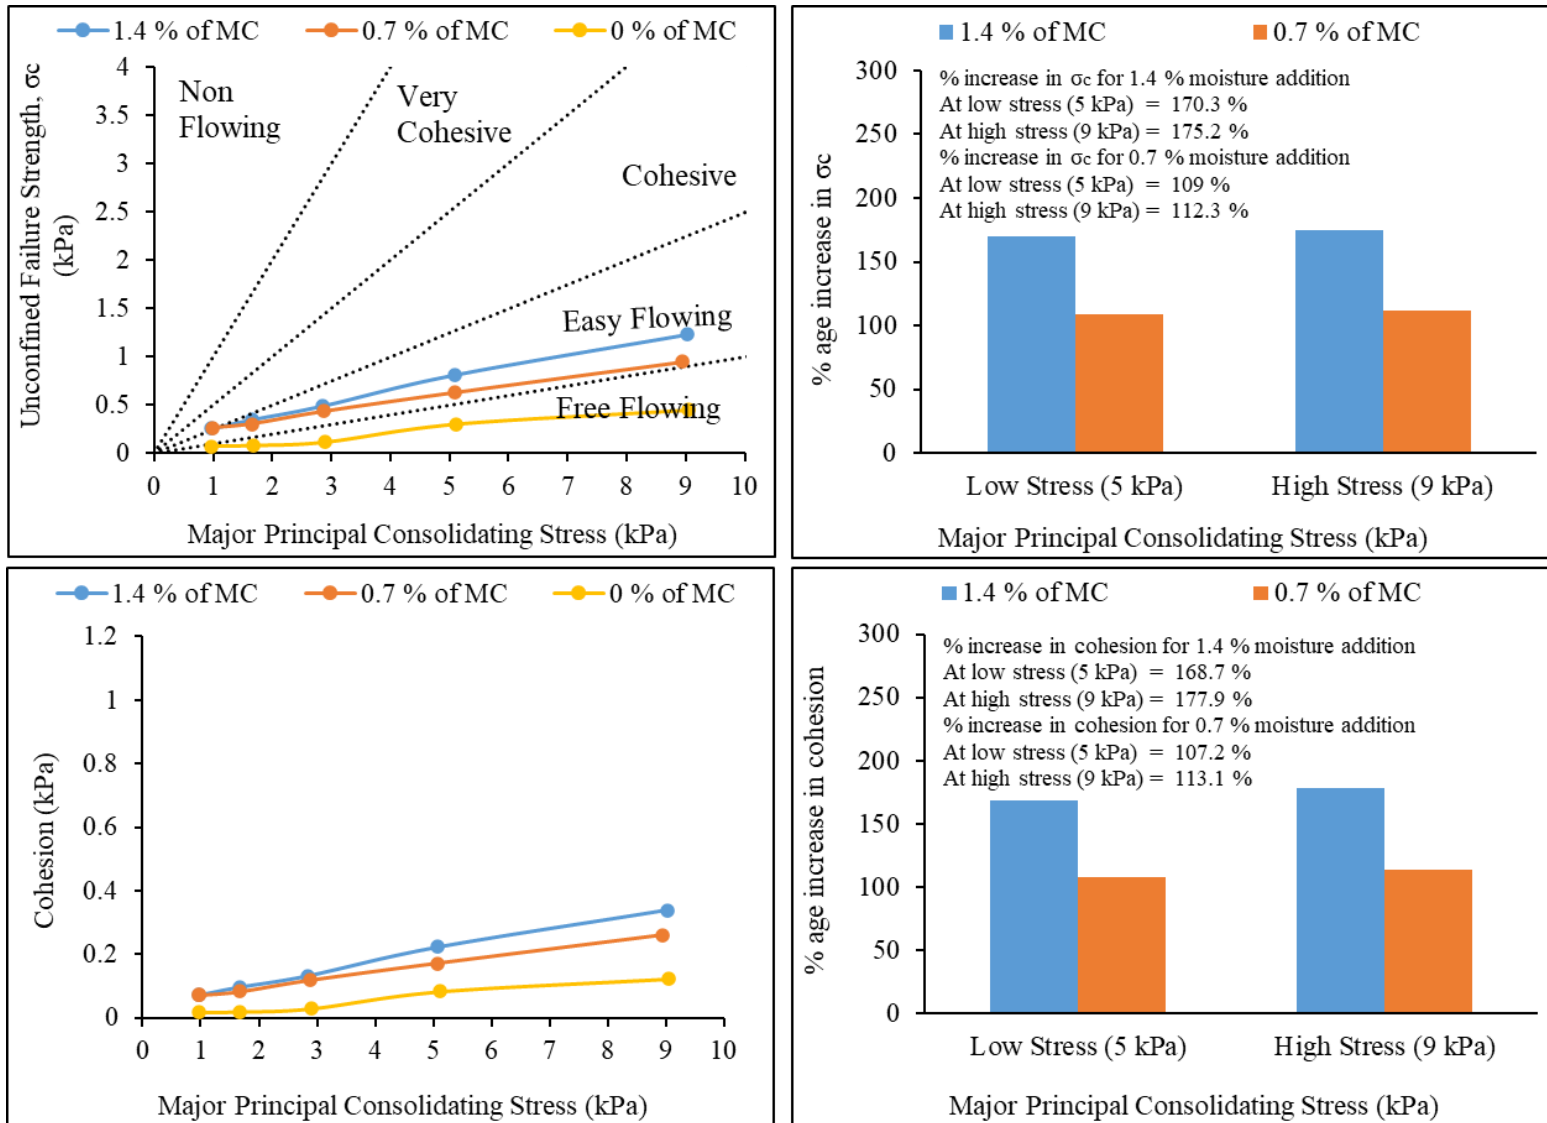 1.4 % of MC 0.7 % of MC 0 % of MC
Unconfined Failure Strength, σc
(kPa)
4
3.5
3
2.5
2
1.5
1
0.5
0
Non
Flowing
Very
Cohesive
Cohesive
Easy Flowing
Free Flowing
0 1 2 3 4 5 6 7 8 9 10
Major Principal Consolidating Stress (kPa)
1.4 % of MC 0.7 % of MC
% age increase in σc
300
250
200
150
100
50
0
% increase in σc for 1.4 % moisture addition
At low stress (5 kPa) = 170.3 %
At high stress (9 kPa) = 175.2 %
% increase in σc for 0.7 % moisture addition
At low stress (5 kPa) = 109 %
At high stress (9 kPa) = 112.3 %
Low Stress (5 kPa) High Stress (9 kPa)
Major Principal Consolidating Stress (kPa)
1.4 % of MC 0.7 % of MC 0 % of MC
Cohesion (kPa)
1.2
1
0.8
0.6
0.4
0.2
0
0 1 2 3 4 5 6 7 8 9 10
Major Principal Consolidating Stress (kPa)
1.4 % of MC 0.7 % of MC
% age increase in cohesion
300
250
200
150
100
50
0
% increase in cohesion for 1.4 % moisture addition
At low stress (5 kPa) = 168.7 %
At high stress (9 kPa) = 177.9 %
% increase in cohesion for 0.7 % moisture addition
At low stress (5 kPa) = 107.2 %
At high stress (9 kPa) = 113.1 %
Low Stress (5 kPa) High Stress (9 kPa)
Major Principal Consolidating Stress (kPa)